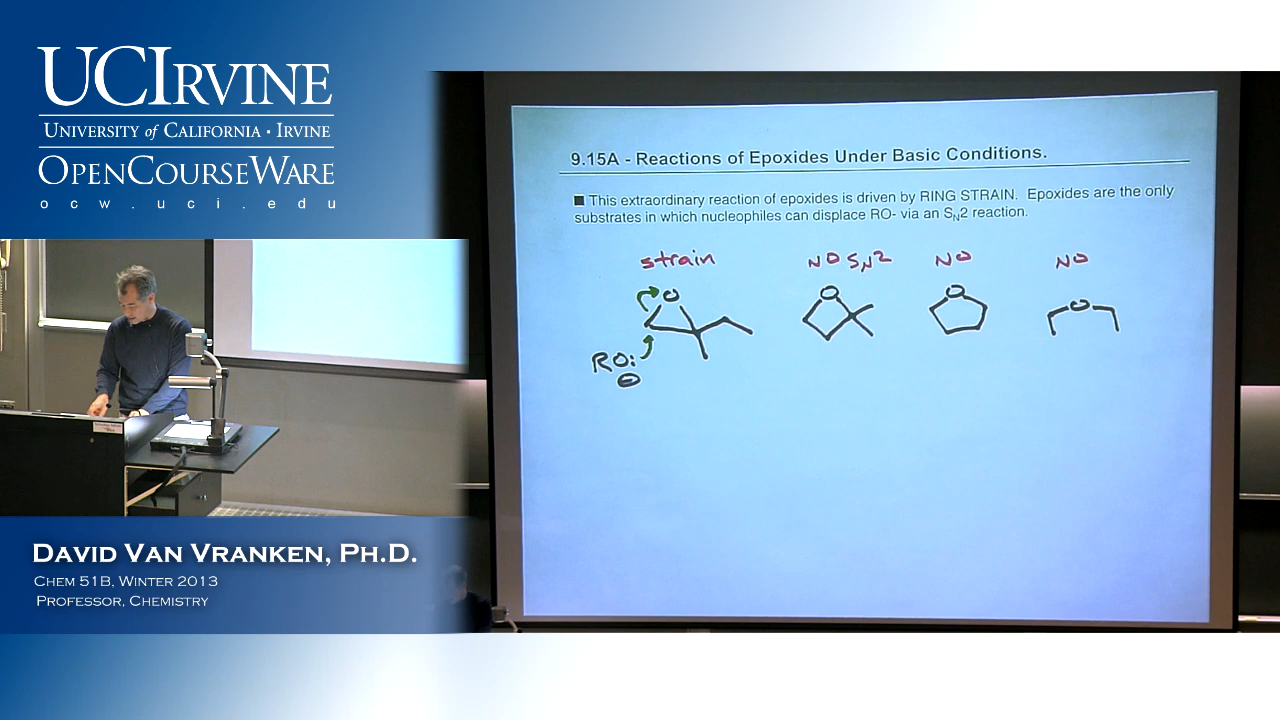 UCIRVINE
UNIVERSITY of CALIFORNIA · IRVINE
OPENCOURSEWARE
ocw.uci.edu
9.15A - Reactions of Epoxides Under Basic Conditions.
■ This extraordinary reaction of epoxides is driven by RING STRAIN. Epoxides are the only
substrates in which nucleophiles can displace RO- via an SN2 reaction.
strain NO SN2 NO NO
O O O O
RO:
⊖
DAVID VAN VRANKEN, PH.D.
CHEM 51B, WINTER 2013
PROFESSOR, CHEMISTRY